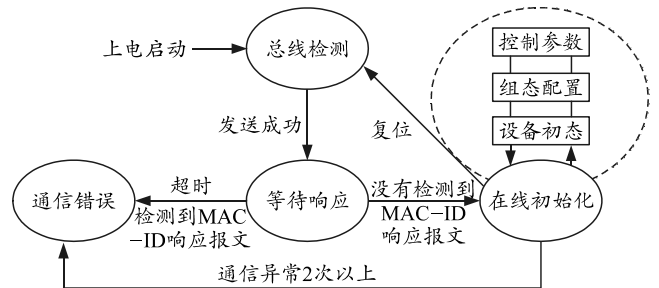 上电启动
总线检测
控制参数
组态配置
设备初态
发送成功
复位
通信错误
超时
检测到MAC
-ID响应报文
等待响应
没有检测到
MAC-ID
响应报文
在线初始化
通信异常2次以上